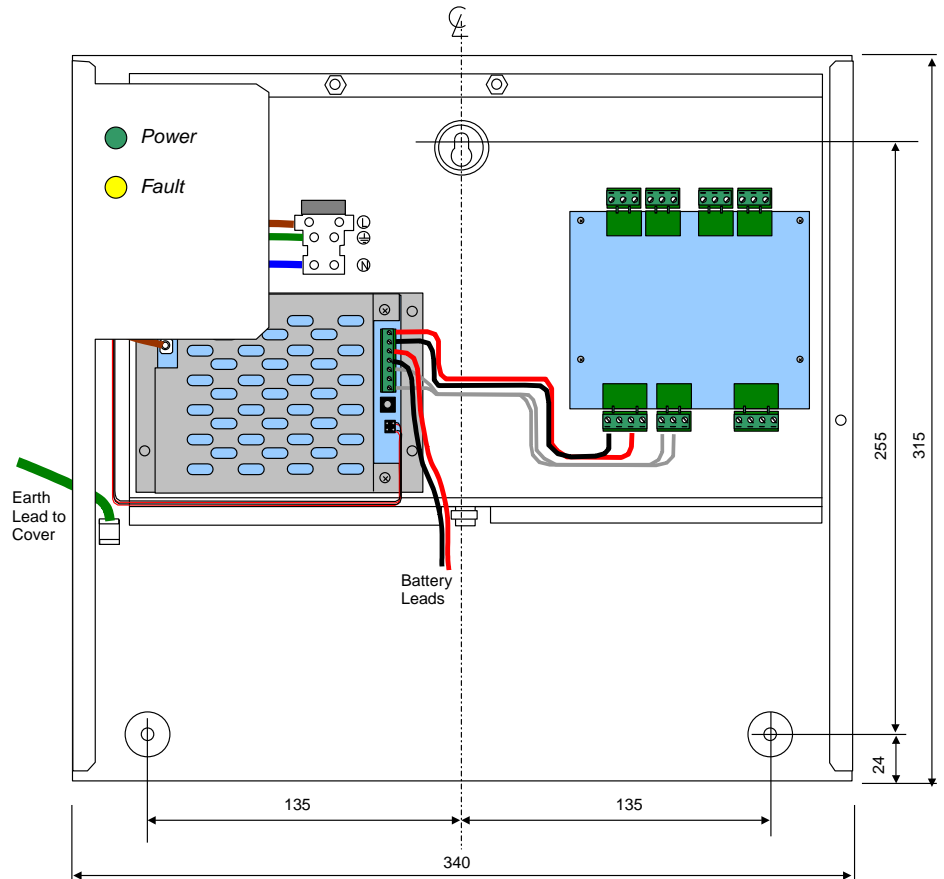 ℄
Power
Fault
L
N
Earth
Lead to
Cover
Battery
Leads
255
315
24
135
135
340